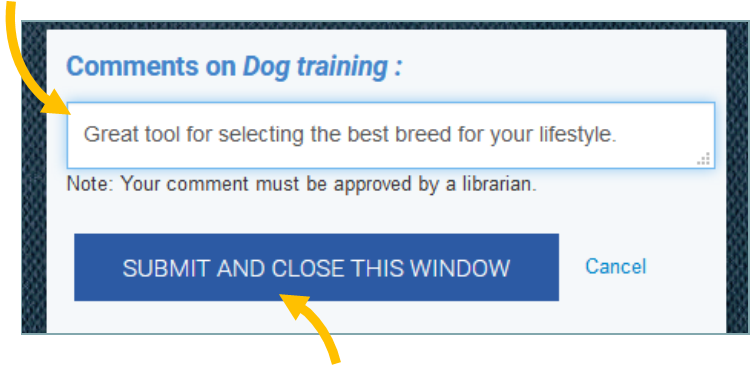 Comments on Dog training :
Great tool for selecting the best breed for your lifestyle.
Note: Your comment must be approved by a librarian.
SUBMIT AND CLOSE THIS WINDOW Cancel